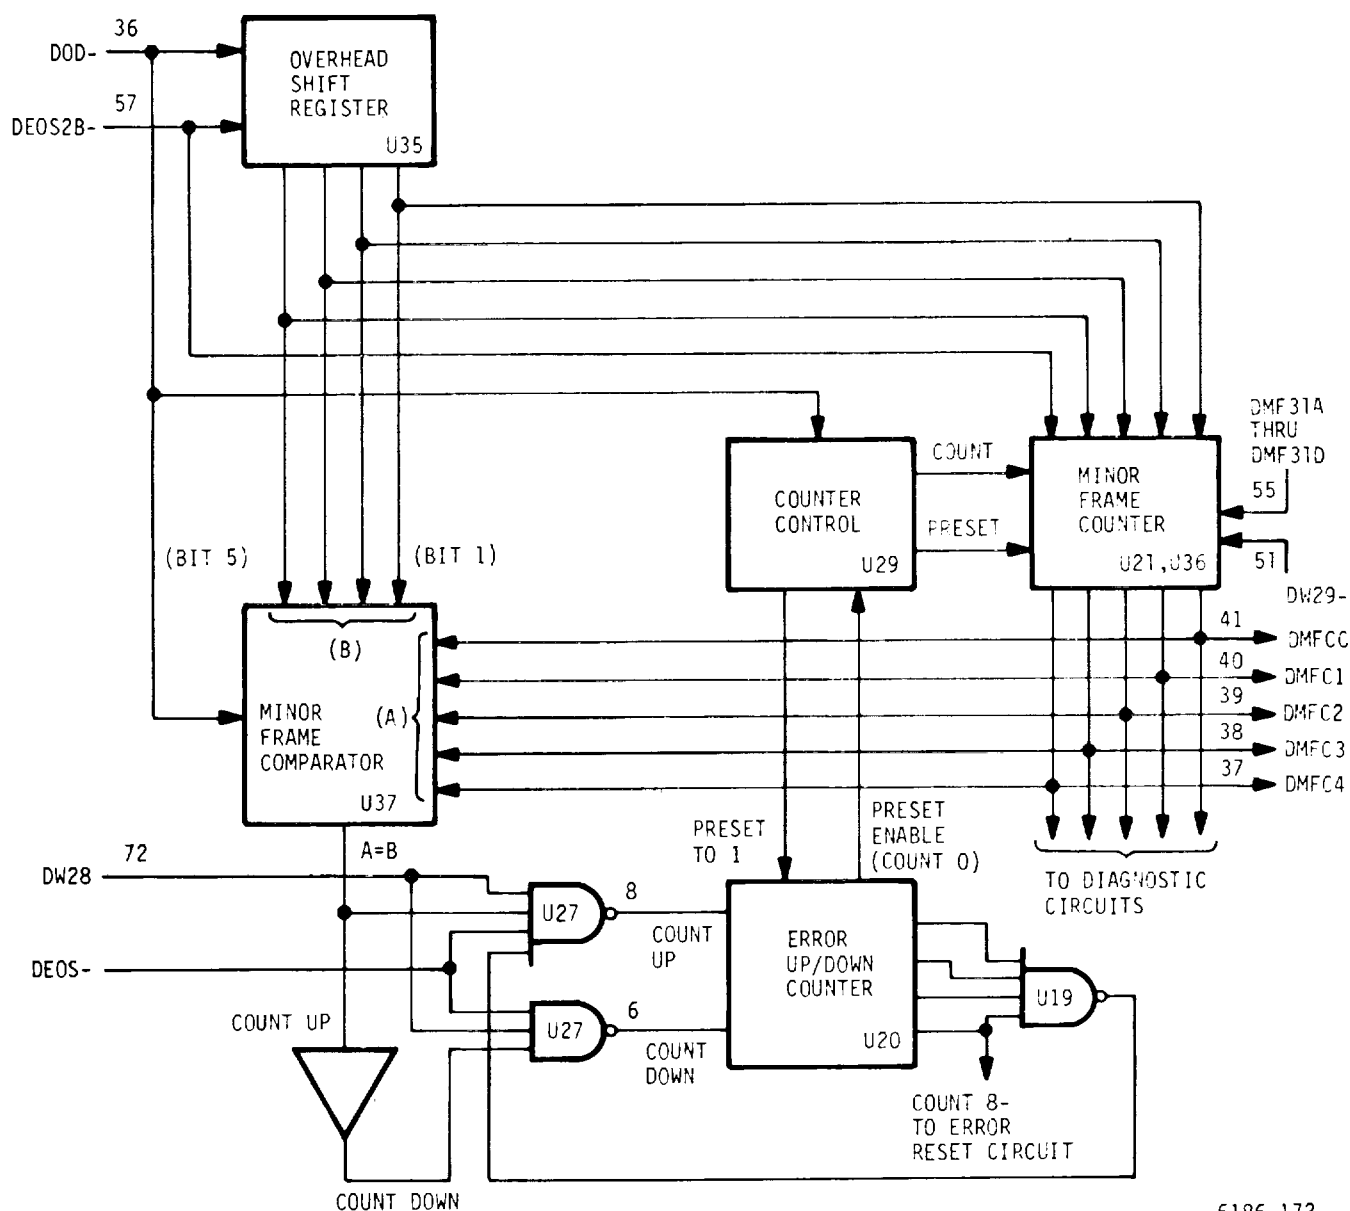 36
DOD-
57
DEOS2B-
OVERHEAD
SHIFT
REGISTER
U35
DMF31A
THRU
DMF31D
55
51
DW29-
COUNT
PRESET
COUNTER
CONTROL
U29
MINOR
FRAME
COUNTER
U21,U36
(BIT 5)
(BIT 1)
(B)
(A)
MINOR
FRAME
COMPARATOR
U37
41
DMFC0
40
DMFC1
39
DMFC2
38
DMFC3
37
DMFC4
PRESET
TO 1
PRESET
ENABLE
(COUNT 0)
TO DIAGNOSTIC
CIRCUITS
A=B
72
DW28
DEOS-
U27
8
COUNT
UP
U27
6
COUNT
DOWN
ERROR
UP/DOWN
COUNTER
U20
U19
COUNT UP
COUNT DOWN
COUNT 8-
TO ERROR
RESET CIRCUIT
6186-172